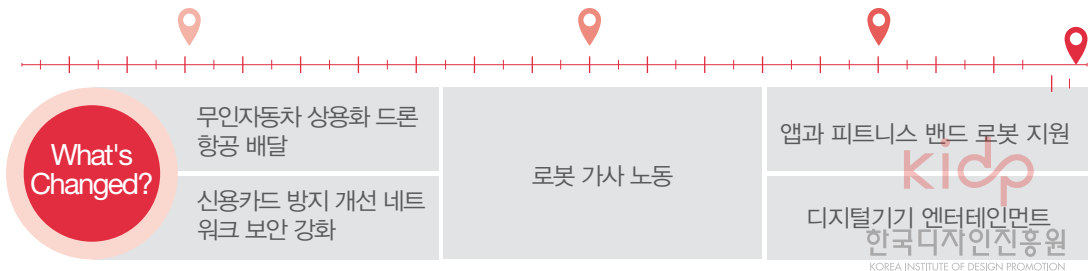 What's
Changed?
무인자동차 상용화 드론
항공 배달
신용카드 방지 개선 네트
워크 보안 강화
로봇 가사 노동
앱과 피트니스 밴드 로봇 지원
디지털기기 엔터테인먼트
kidp
한국디자인진흥원
KOREA INSTITUTE OF DESIGN PROMOTION